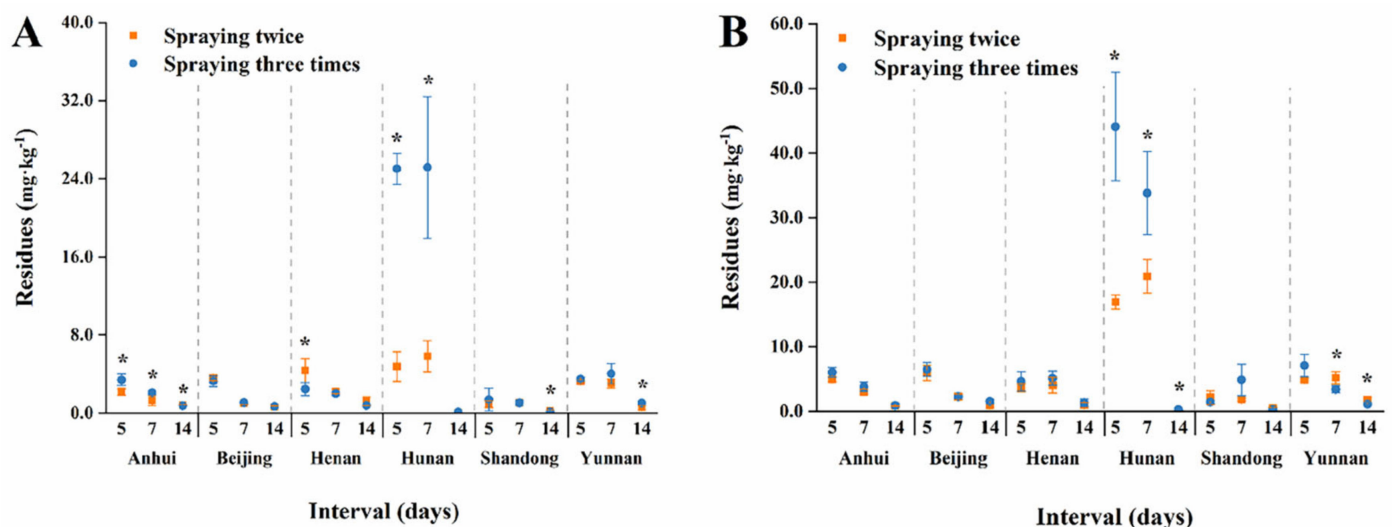 A
Spraying twice
Spraying three times
40.0
32.0
24.0
16.0
8.0
0.0
Residues (mg·kg⁻¹)
* * * * * * * *
5 7 14 5 7 14 5 7 14 5 7 14 5 7 14 5 7 14
Anhui Beijing Henan Hunan Shandong Yunnan
Interval (days)
B
Spraying twice
Spraying three times
60.0
50.0
40.0
30.0
20.0
10.0
0.0
Residues (mg·kg⁻¹)
* * * * *
5 7 14 5 7 14 5 7 14 5 7 14 5 7 14 5 7 14
Anhui Beijing Henan Hunan Shandong Yunnan
Interval (days)